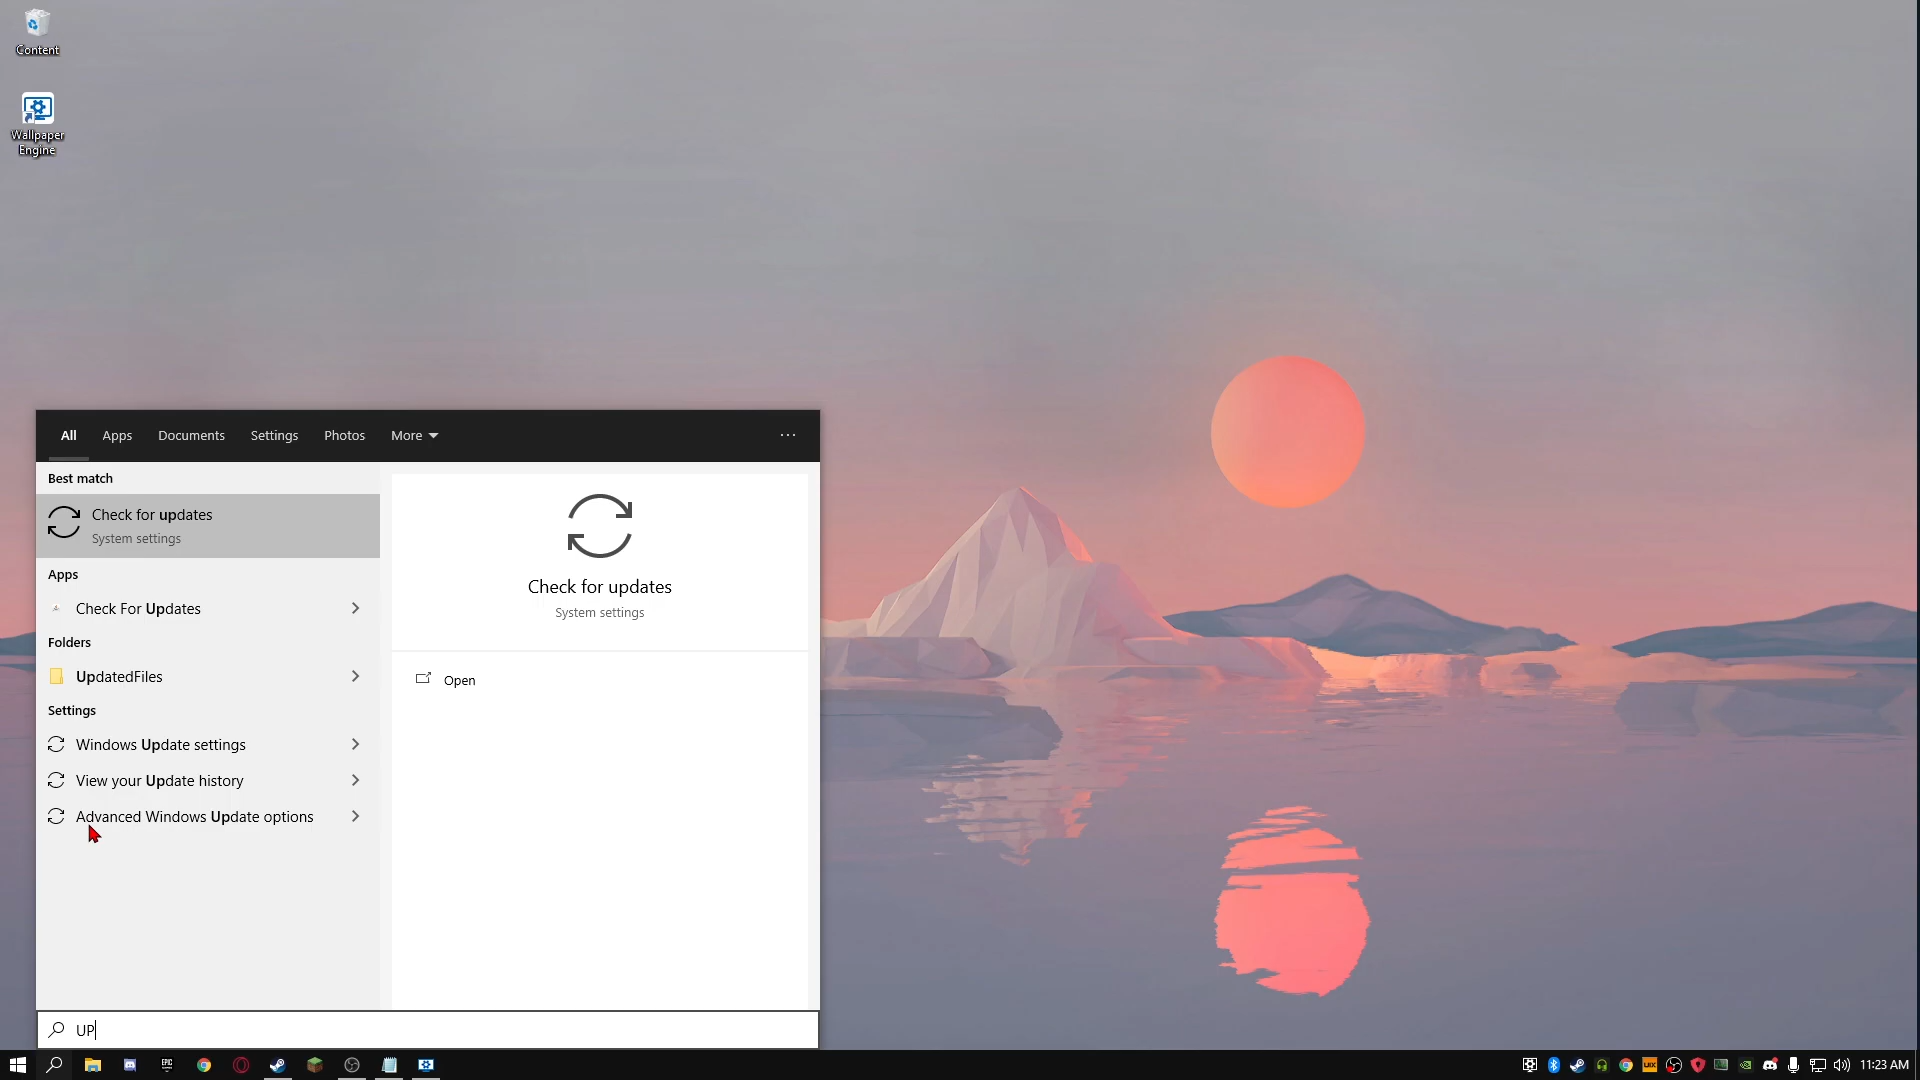 Content
Wallpaper
Engine
All
Apps
Documents
Settings
Photos
More
...
Best match
Check for updates
System settings
Apps
Check For Updates
Folders
UpdatedFiles
Settings
Windows Update settings
View your Update history
Advanced Windows Update options
Check for updates
System settings
Open
UP
EPIC
UX
11:23 AM